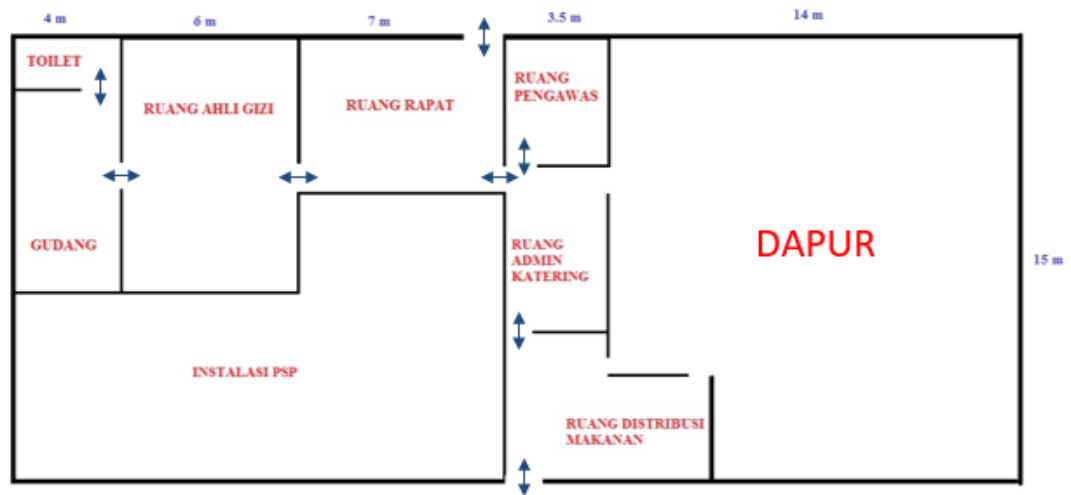 4 m
6 m
7 m
3.5 m
14 m
TOILET
RUANG AHLI GIZI
RUANG RAPAT
RUANG
PENGAWAS
GUDANG
RUANG
ADMIN
KATERING
DAPUR
15 m
INSTALASI PSP
RUANG DISTRIBUSI
MAKANAN